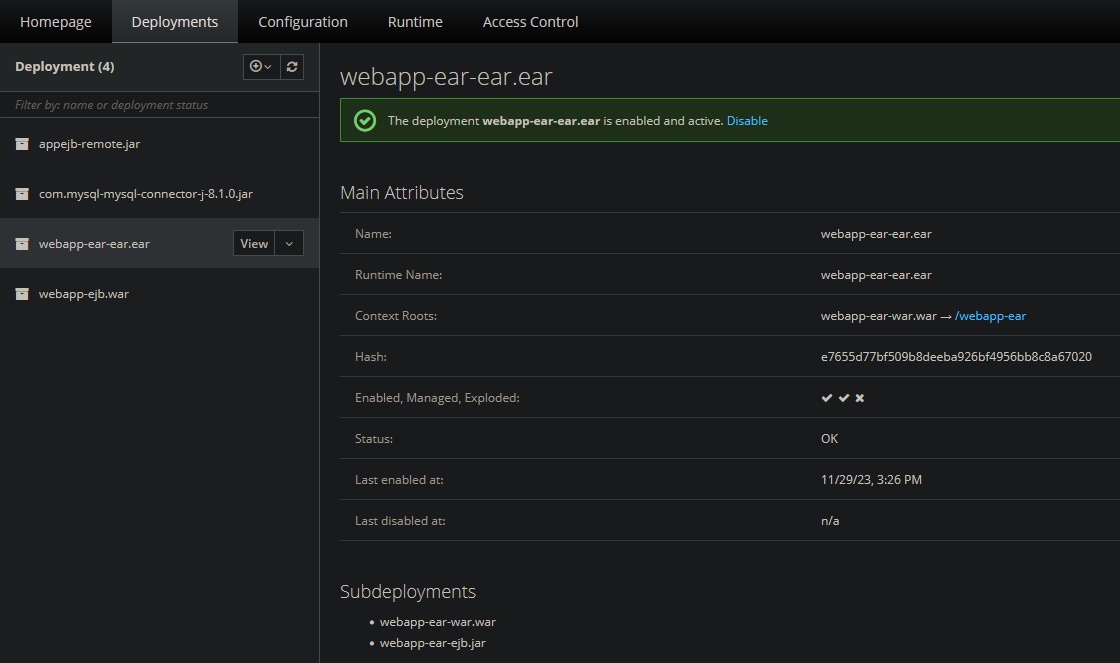 Homepage Deployments Configuration Runtime Access Control
Deployment (4)
Filter by: name or deployment status
appejb-remote.jar
com.mysql-mysql-connector-j-8.1.0.jar
webapp-ear-ear.ear View
webapp-ejb.war
webapp-ear-ear.ear
The deployment webapp-ear-ear.ear is enabled and active. Disable
Main Attributes
Name: webapp-ear-ear.ear
Runtime Name: webapp-ear-ear.ear
Context Roots: webapp-ear-war.war → /webapp-ear
Hash: e7655d77bf509b8deeba926bf4956bb8c8a67020
Enabled, Managed, Exploded: ✔ ✔ ✖
Status: OK
Last enabled at: 11/29/23, 3:26 PM
Last disabled at: n/a
Subdeployments
• webapp-ear-war.war
• webapp-ear-ejb.jar